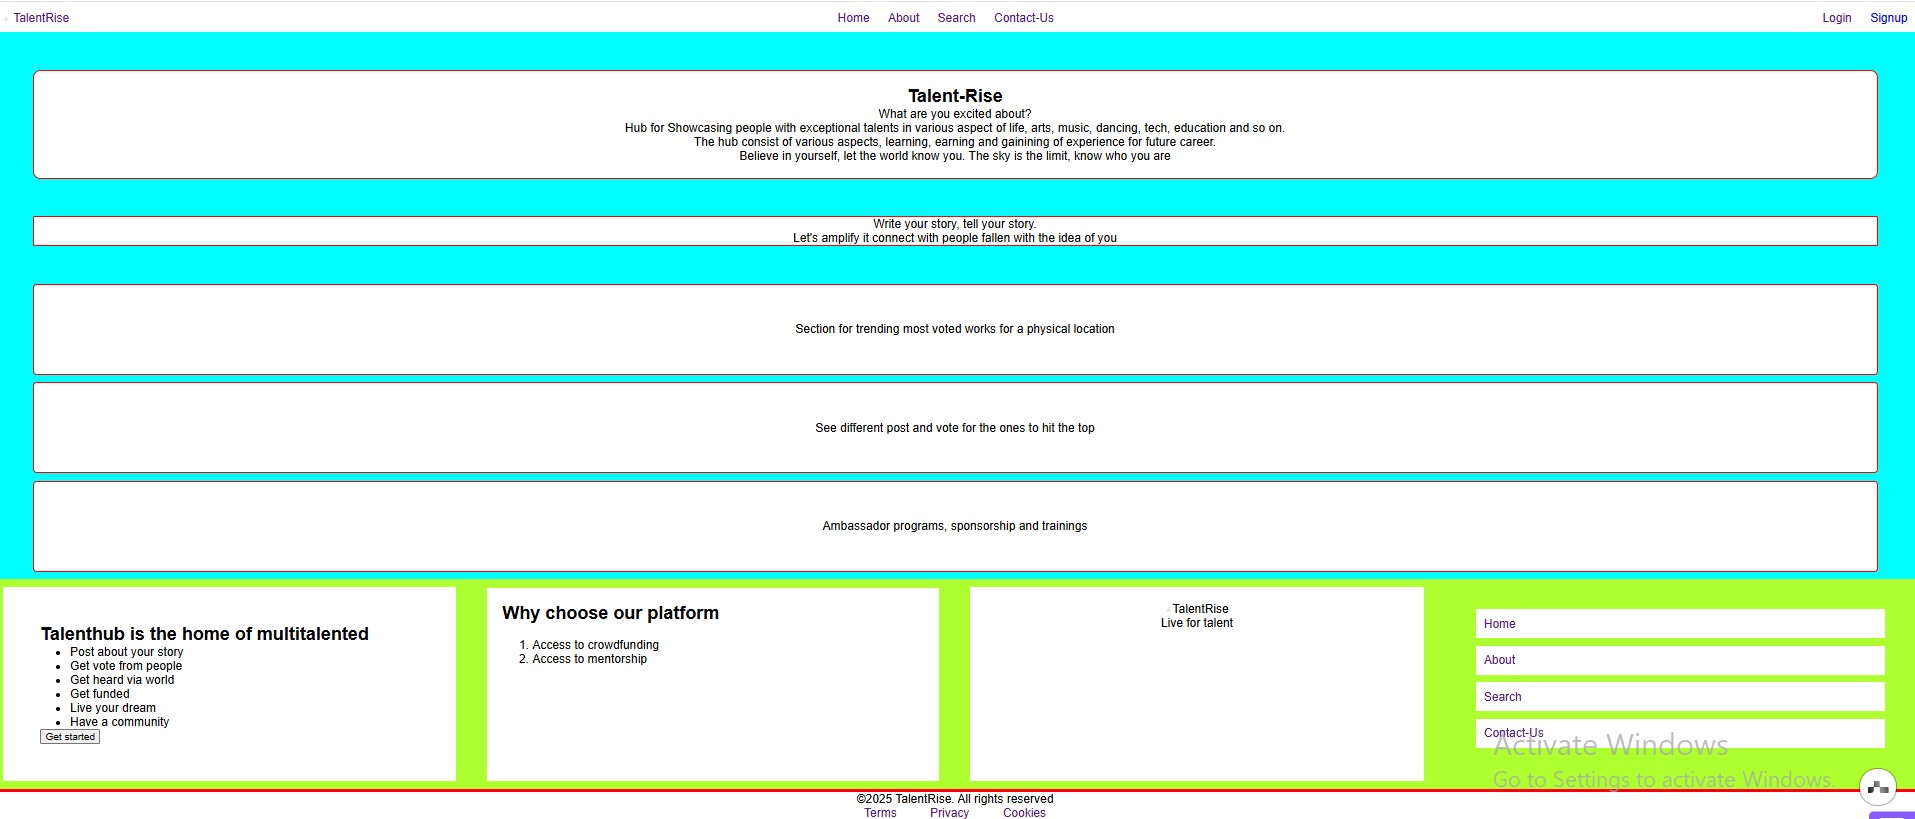 TalentRise
Home About Search Contact-Us
Login Signup
Talent-Rise
What are you excited about?
Hub for Showcasing people with exceptional talents in various aspect of life, arts, music, dancing, tech, education and so on.
The hub consist of various aspects, learning, earning and gainining of experience for future career.
Believe in yourself, let the world know you. The sky is the limit, know who you are
Write your story, tell your story.
Let's amplify it connect with people fallen with the idea of you
Section for trending most voted works for a physical location
See different post and vote for the ones to hit the top
Ambassador programs, sponsorship and trainings
Talenthub is the home of multitalented
Post about your story
Get vote from people
Get heard via world
Get funded
Live your dream
Have a community
Get started
Why choose our platform
1. Access to crowdfunding
2. Access to mentorship
TalentRise
Live for talent
Home
About
Search
Contact-Us
Activate Windows
Go to Settings to activate Windows.
©2025 TalentRise. All rights reserved
Terms Privacy Cookies